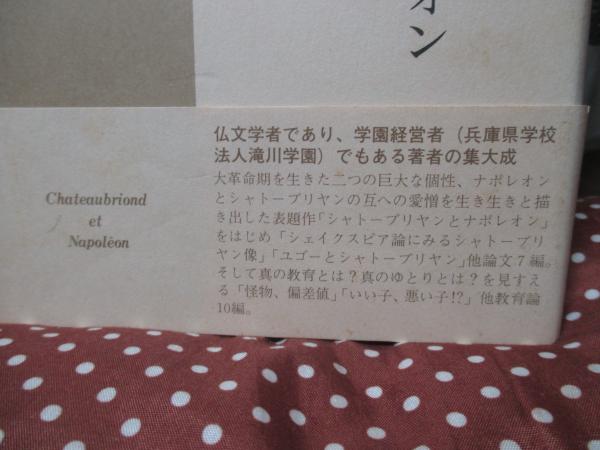 オン
仏文学者であり、学園経営者（兵庫県学校
法人滝川学園）でもある著者の集大成
大革命期を生きた二つの巨大な個性、ナポレオン
とシャトーブリヤンの互への愛憎を生き生きと描
き出した表題作「シャトーブリヤンとナポレオン」
をはじめ「シェイクスピア論にみるシャトーブリ
ヤン像」「ユゴーとシャトーブリヤン」他論文7編。
そして真の教育とは？真のゆとりとは？を見すえ
る「怪物、偏差値」「いい子、悪い子!?」他教育論
10編。
Chateaubriond
et
Napoléon